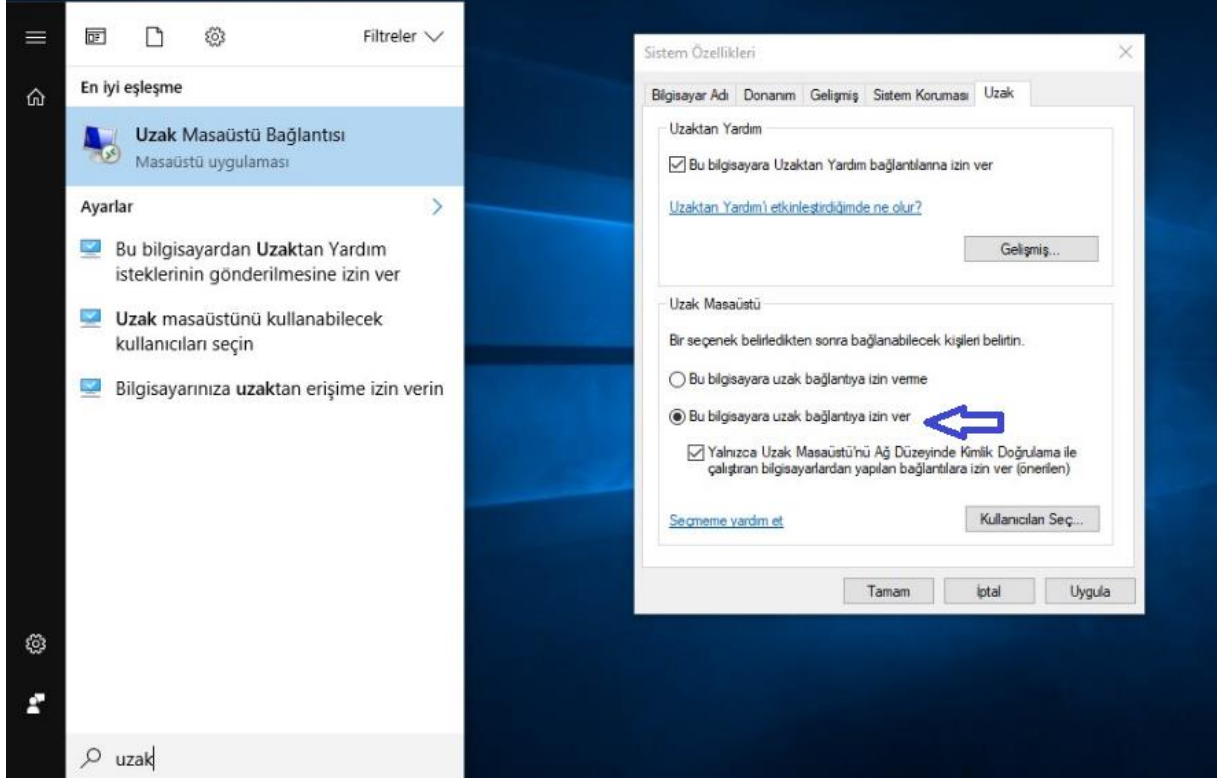 Filtreler
En iyi eşleşme
Uzak Masaüstü Bağlantısı
Masaüstü uygulaması
Ayarlar
Bu bilgisayardan Uzaktan Yardım
isteklerinin gönderilmesine izin ver
Uzak masaüstünü kullanabilecek
kullanıcıları seçin
Bilgisayarınıza uzaktan erişime izin verin
uzak
Sistem Özellikleri
Bilgisayar Adı Donanım Gelişmiş Sistem Koruması Uzak
Uzaktan Yardım
Bu bilgisayara Uzaktan Yardım bağlantılarına izin ver
Uzaktan Yardım'ı etkinleştirdiğimde ne olur?
Gelişmiş...
Uzak Masaüstü
Bir seçenek belirledikten sonra bağlanabilecek kişileri belirtin.
Bu bilgisayara uzak bağlantıya izin verme
Bu bilgisayara uzak bağlantıya izin ver
Yalnızca Uzak Masaüstü'nü Ağ Düzeyinde Kimlik Doğrulama ile
çalıştıran bilgisayarlardan yapılan bağlantılara izin ver (önerilen)
Seçmeme yardım et
Kullanıcıları Seç...
Tamam İptal Uygula